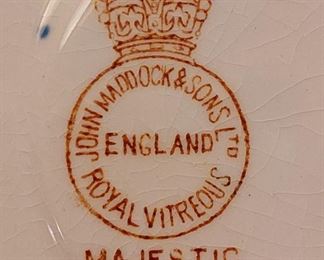 JOHN MADDOCK & SONS LTD
ENGLAND
ROYAL VITREOUS
MAJESTIC